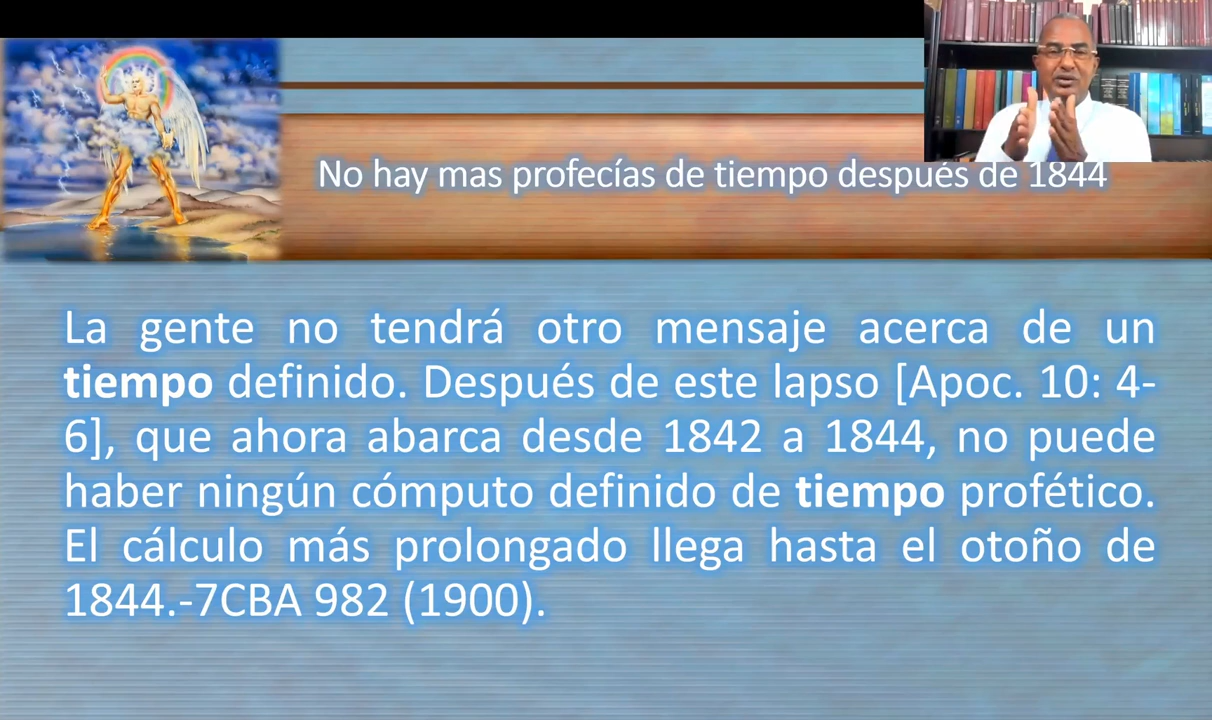 No hay mas profecías de tiempo después de 1844
La gente no tendrá otro mensaje acerca de un
tiempo definido. Después de este lapso [Apoc. 10: 4-
6], que ahora abarca desde 1842 a 1844, no puede
haber ningún cómputo definido de tiempo profético.
El cálculo más prolongado llega hasta el otoño de
1844.-7CBA 982 (1900).